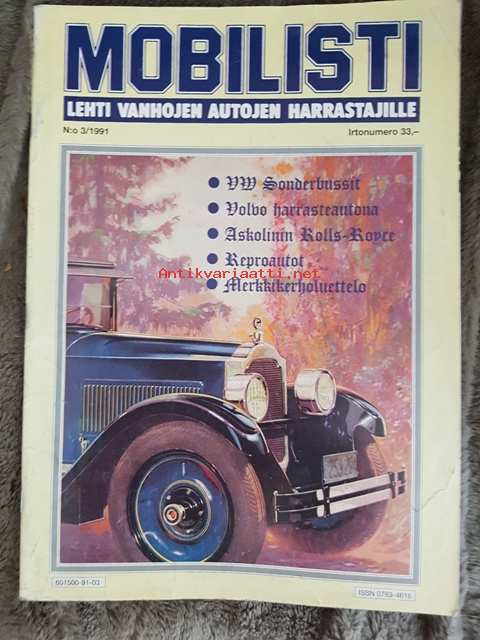 MOBILISTI
LEHTI VANHOJEN AUTOJEN HARRASTAJILLE
N:o 3/1991 Irtonumero 33,–
● VW Sonderbussit
● Volvo harrasteautona
● Askolinin Rolls-Royce
● Reproautot
Antikvariaatti.net
● Merkkikerholuettelo
601500-91-03
ISSN 0783-4616